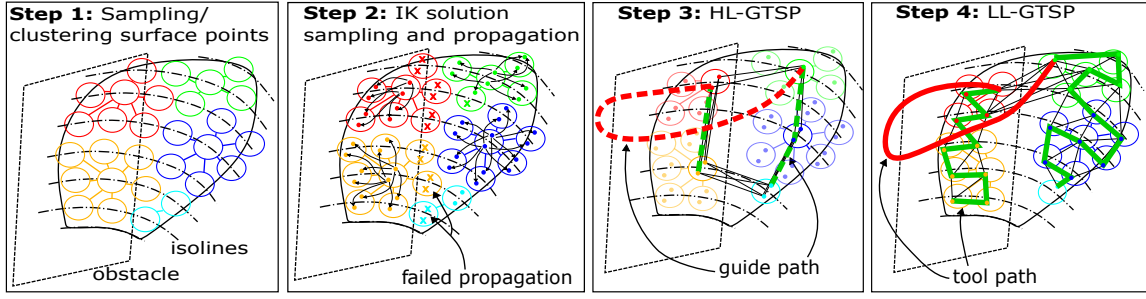 Step 1: Sampling/
clustering surface points
isolines
obstacle
Step 2: IK solution
sampling and propagation
failed propagation
Step 3: HL-GTSP
guide path
Step 4: LL-GTSP
tool path